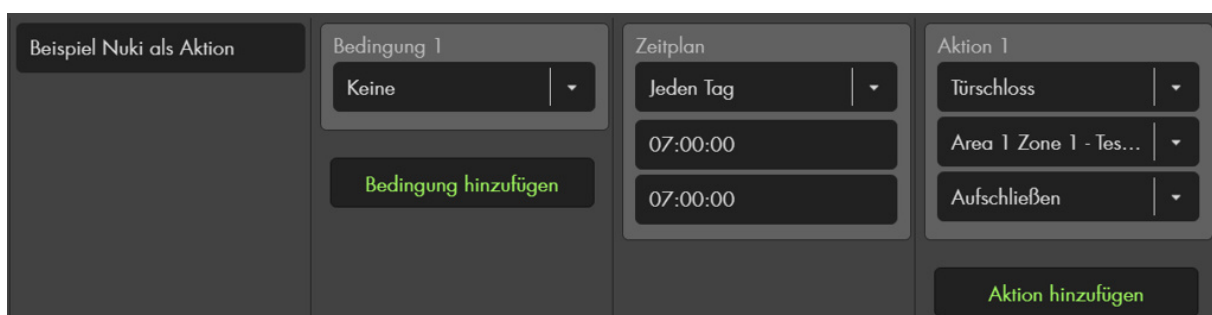 Beispiel Nuki als Aktion
Bedingung 1
Keine
Bedingung hinzufügen
Zeitplan
Jeden Tag
07:00:00
07:00:00
Aktion 1
Türschloss
Area 1 Zone 1 - Tes...
Aufschließen
Aktion hinzufügen